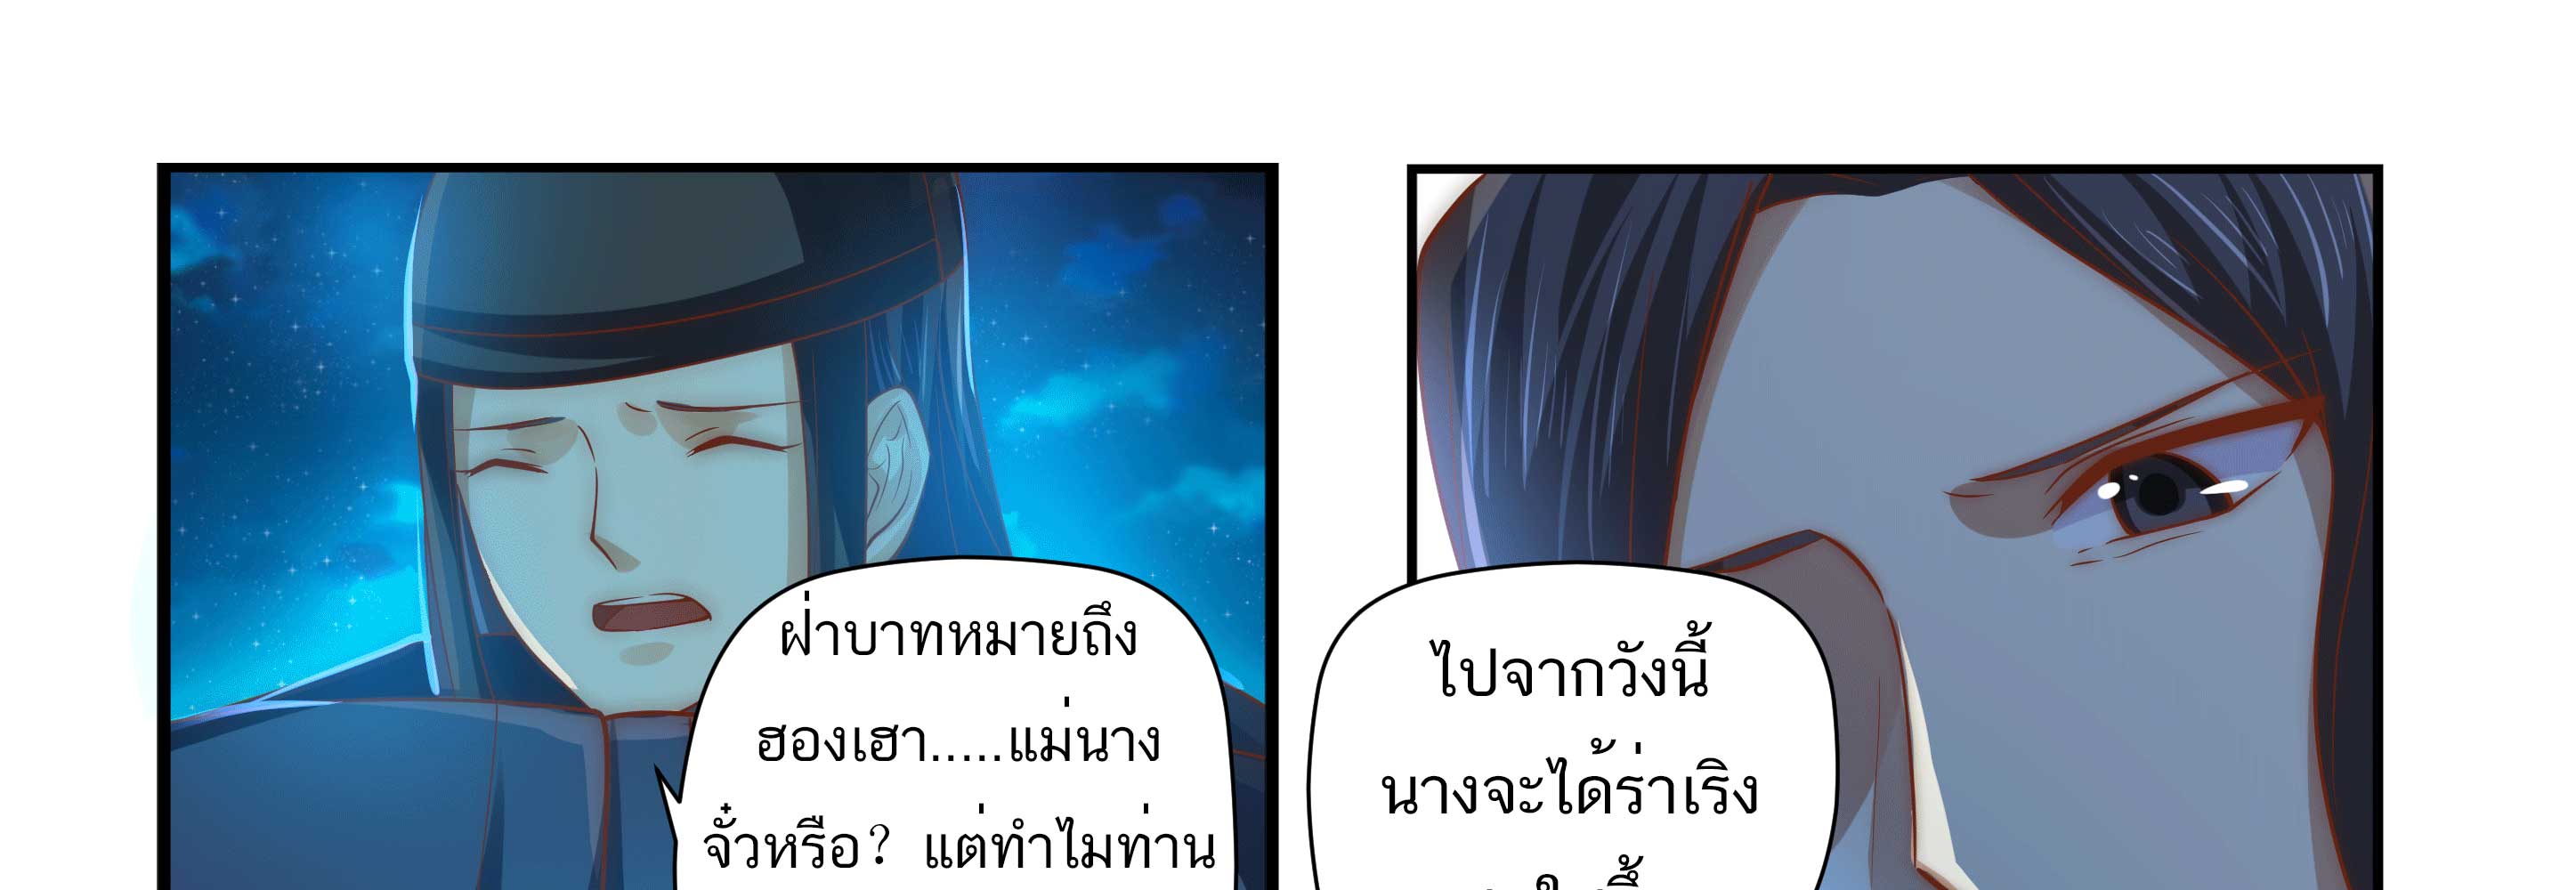 ฝ่าบาทหมายถึง
ฮองเฮา.....แม่นาง
จั๋วหรือ? แต่ทำไมท่าน
ไปจากวังนี้
นางจะได้ร่าเริง